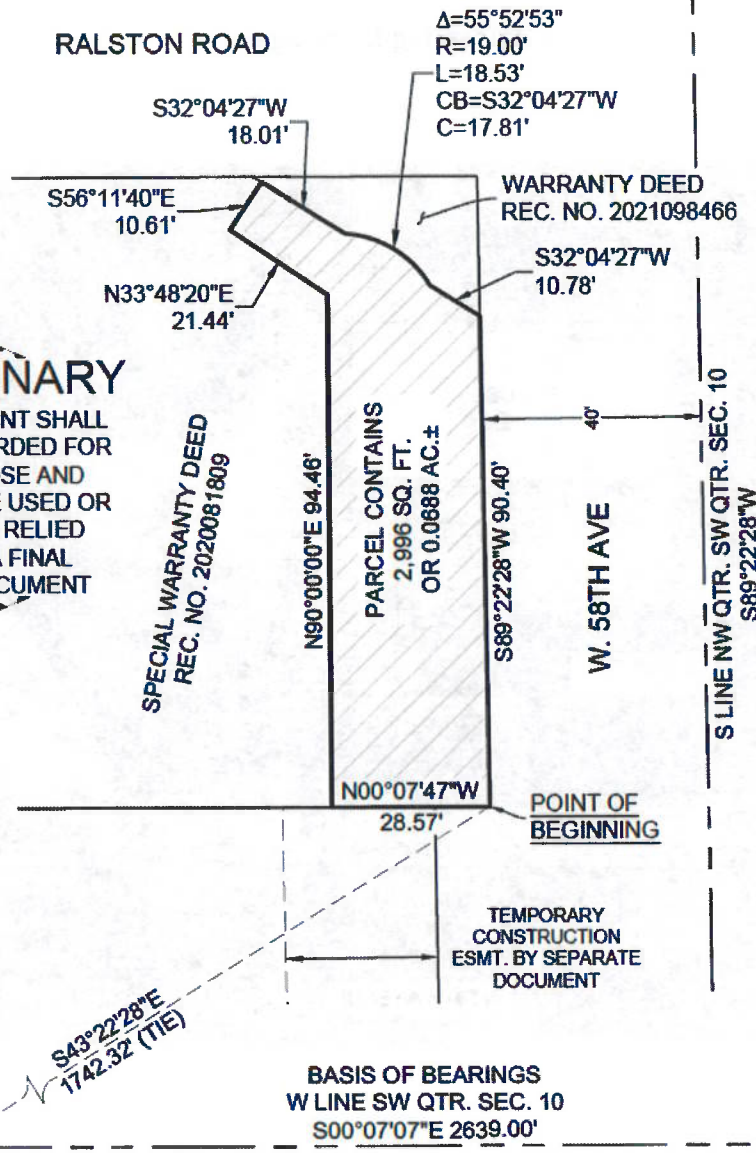 RALSTON ROAD
Δ=55°52'53"
R=19.00'
L=18.53'
CB=S32°04'27"W
C=17.81'
S32°04'27"W
18.01'
S56°11'40"E
10.61'
WARRANTY DEED
REC. NO. 2021098466
S32°04'27"W
10.78'
N33°48'20"E
21.44'
NARY
NT SHALL
RDED FOR
SE AND
E USED OR
RELIED
A FINAL
CUMENT
SPECIAL WARRANTY DEED
REC. NO. 2020081809
N90°00'00"E 94.46'
PARCEL CONTAINS
2,996 SQ. FT.
OR 0.0688 AC.±
S89°22'28"W 90.40'
40'
W. 58TH AVE
S LINE NW QTR. SW QTR. SEC. 10
S89°22'28"W
N00°07'47"W
28.57'
POINT OF
BEGINNING
TEMPORARY
CONSTRUCTION
ESMT. BY SEPARATE
DOCUMENT
S43°22'28"E
1742.32' (TIE)
BASIS OF BEARINGS
W LINE SW QTR. SEC. 10
S00°07'07"E 2639.00'